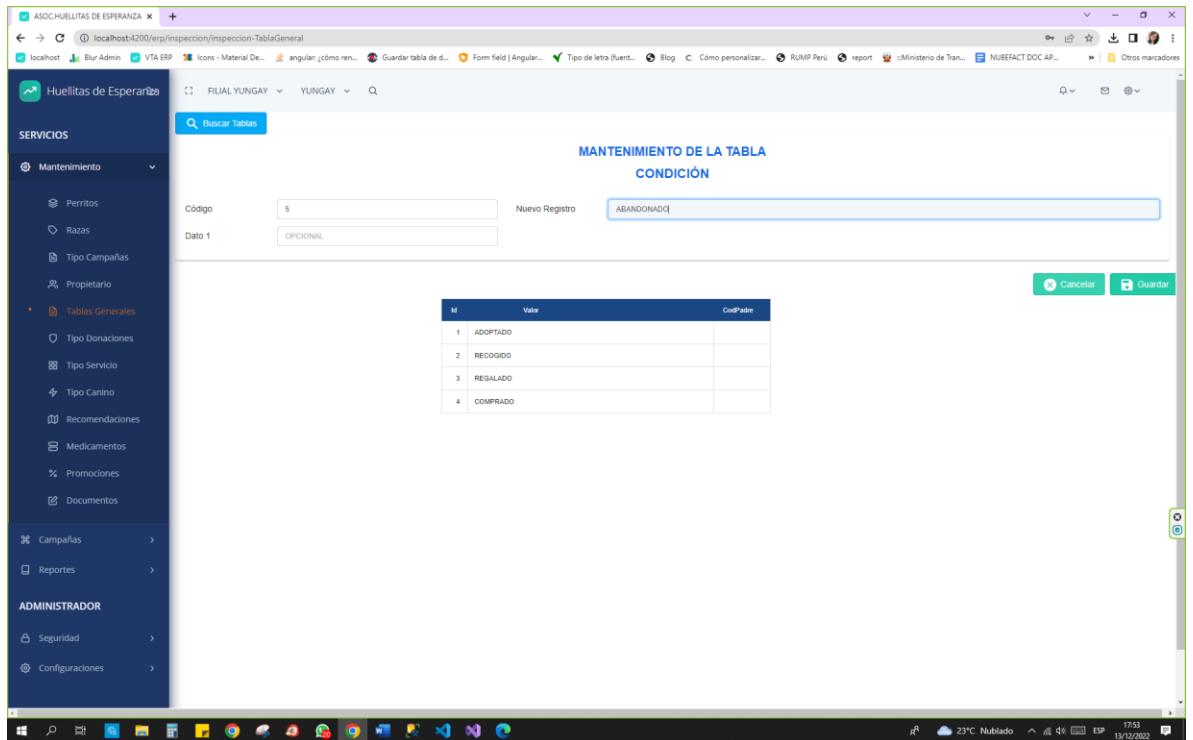 ASOC.HUELLITAS DE ESPERANZA
localhost:4200/erp/inspeccion/inspeccion-TablaGeneral
localhost Blur Admin VTA ERP Icons - Material De... angular: ¿cómo ren... Guardar tabla de d... Form field | Angular... Tipo de letra (fuent... Blog Cómo personalizar... RUMP Perú report ::Ministerio de Tran... NUBEFACT DOC AP... » Otros marcadores
Huellitas de Esperanza
FILIAL YUNGAY YUNGAY
Buscar Tablas
SERVICIOS
MANTENIMIENTO DE LA TABLA
CONDICIÓN
Mantenimiento
Perritos
Código 5 Nuevo Registro ABANDONADO
Razas
Dato 1 OPCIONAL
Tipo Campañas
Propietario
Cancelar Guardar
Tablas Generales
Id Valor CodPadre
1 ADOPTADO
Tipo Donaciones
2 RECOGIDO
Tipo Servicio
3 REGALADO
Tipo Canino
4 COMPRADO
Recomendaciones
Medicamentos
Promociones
Documentos
Campañas
Reportes
ADMINISTRADOR
Seguridad
Configuraciones
23°C Nublado ESP 17:53
13/12/2022